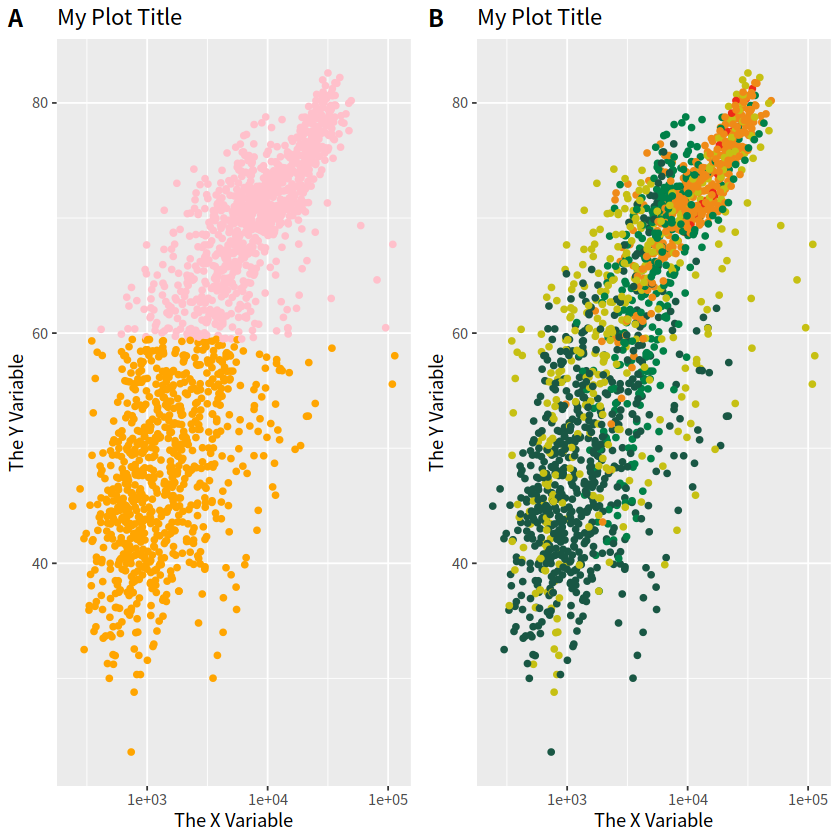 A My Plot Title
80
60
40
The Y Variable
1e+03 1e+04 1e+05
The X Variable
B My Plot Title
80
60
40
The Y Variable
1e+03 1e+04 1e+05
The X Variable